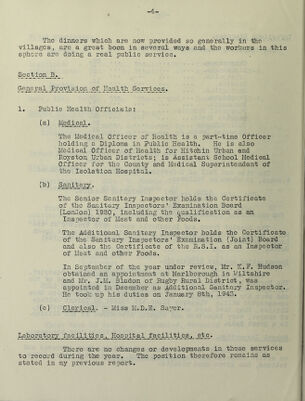 -4-
The dinners which are now provided so generally in the
villages, are a great boon in several ways and the workers in this
sphere are doing a real public service.
Section B.
General Provision of Health Services.
1. Public Health Officials:
(a) Medical.
The Medical Officer of Health is a part-time Officer
holding a Diploma in Public Health. He is also
Medical Officer of Health for Hitchin Urban and
Royston Urban Districts; is Assistant School Medical
Officer for the County and Medical Superintendent of
the Isolation Hospital.
(b) Sanitary.
The Senior Sanitary Inspector holds the Certificate
of the Sanitary Inspectors' Examination Board
(London) 1930, including the qualification as an
Inspector of Meat and other Foods.
The Additional Sanitary Inspector holds the Certificate
of the Sanitary Inspectors' Examination (Joint) Board
and also the Certificate of the R.S.I. as an Inspector
of Meat and other Foods.
In September of the year under review, Mr. K.F. Hudson
obtained an appointment at Marlborough in Wiltshire
and Mr. J.M. Bladon of Rugby Rural District, was
appointed in December as Additional Sanitary Inspector.
He took up his duties on January 8th, 1943.
(c) Clerical. - Miss M.D.E. Sayer.
Laboratory facilities, Hospital facilities, etc.
There are no changes or developments in those services
to record during the year. The position therefore remains as
stated in my previous report.